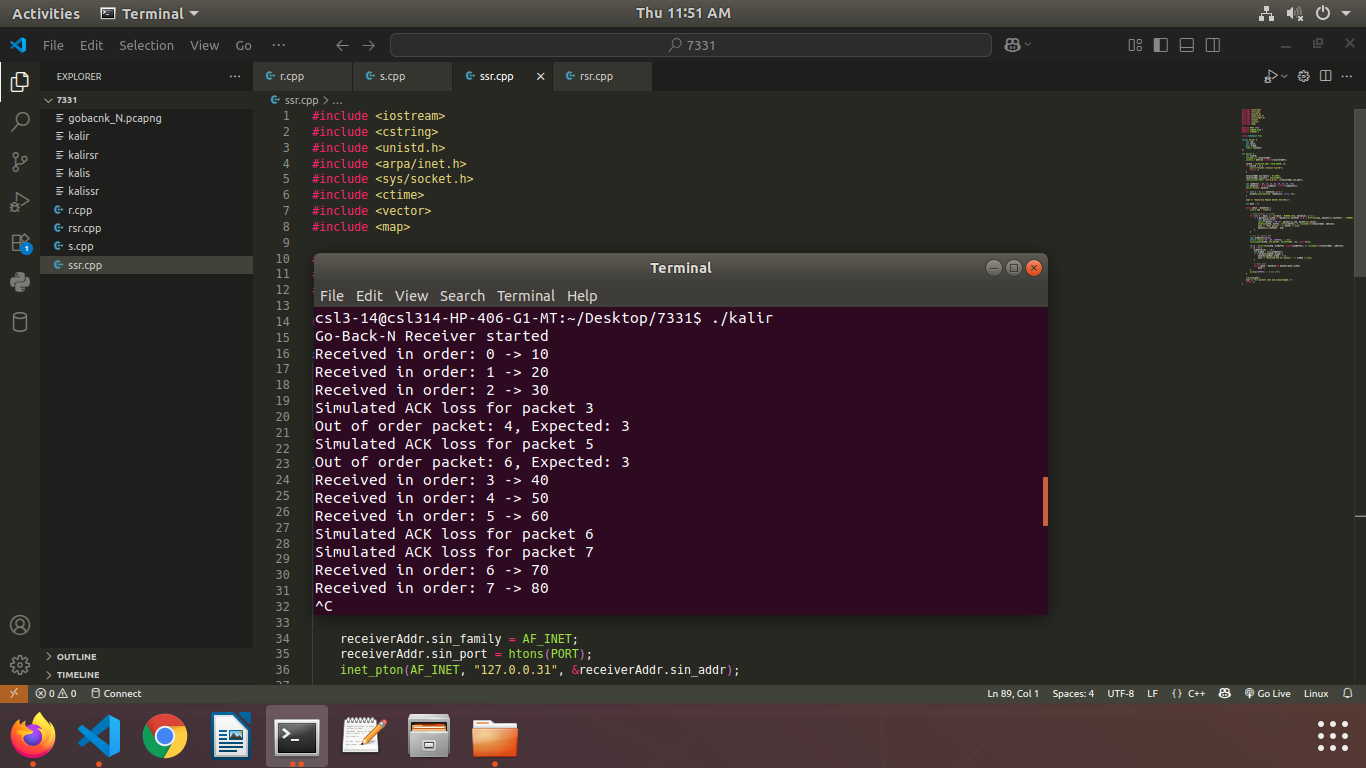 Activities Terminal Thu 11:51 AM
File Edit Selection View Go ··· 7331
EXPLORER ··· r.cpp s.cpp ssr.cpp rsr.cpp
7331
ssr.cpp > ...
gobacnk_N.pcapng
kalir
kalirsr
kalis
kalissr
r.cpp
rsr.cpp
s.cpp
ssr.cpp
1
1 #include <iostream>
2 #include <cstring>
3 #include <unistd.h>
4 #include <arpa/inet.h>
5 #include <sys/socket.h>
6 #include <ctime>
7 #include <vector>
8 #include <map>
9
10
11
12
13
14
15
16
17
18
19
20
21
22
23
24
25
26
27
28
29
30
31
32
33
34 receiverAddr.sin_family = AF_INET;
35 receiverAddr.sin_port = htons(PORT);
36 inet_pton(AF_INET, "127.0.0.31", &receiverAddr.sin_addr);
Terminal
File Edit View Search Terminal Help
csl3-14@csl314-HP-406-G1-MT:~/Desktop/7331$ ./kalir
Go-Back-N Receiver started
Received in order: 0 -> 10
Received in order: 1 -> 20
Received in order: 2 -> 30
Simulated ACK loss for packet 3
Out of order packet: 4, Expected: 3
Simulated ACK loss for packet 5
Out of order packet: 6, Expected: 3
Received in order: 3 -> 40
Received in order: 4 -> 50
Received in order: 5 -> 60
Simulated ACK loss for packet 6
Simulated ACK loss for packet 7
Received in order: 6 -> 70
Received in order: 7 -> 80
^C
OUTLINE
TIMELINE
0 0 Connect Ln 89, Col 1 Spaces: 4 UTF-8 LF {} C++ Go Live Linux